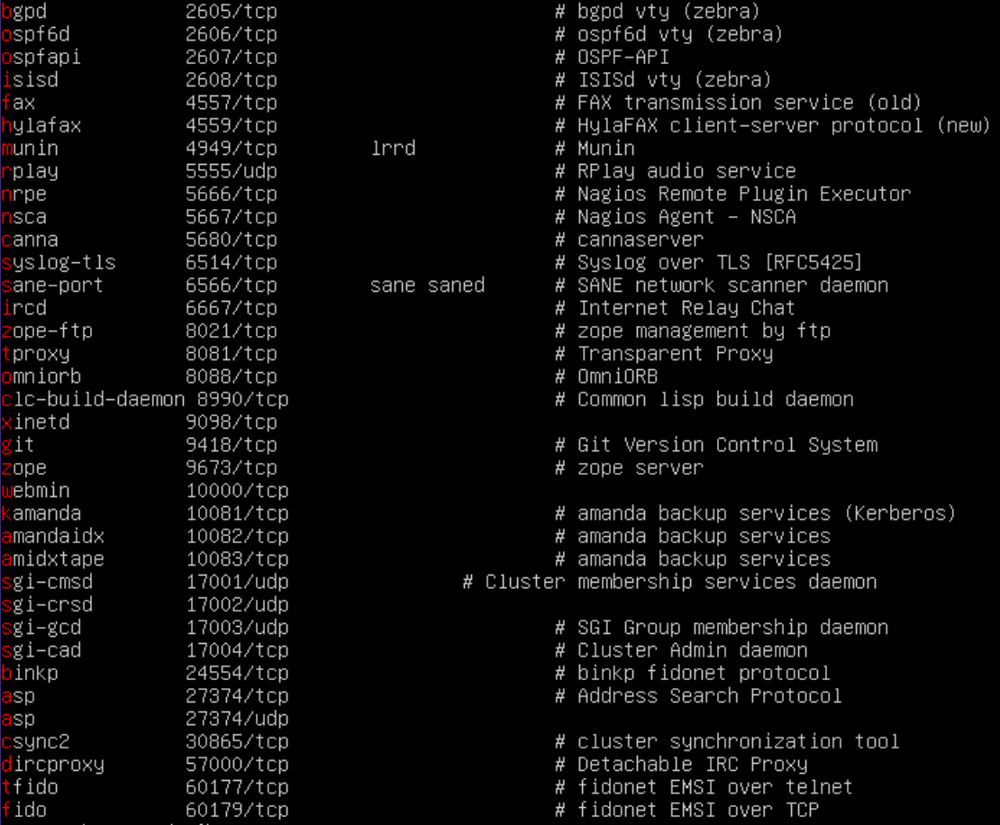 bgpd 2605/tcp # bgpd vty (zebra)
ospf6d 2606/tcp # ospf6d vty (zebra)
ospfapi 2607/tcp # OSPF-API
isisd 2608/tcp # ISISd vty (zebra)
fax 4557/tcp # FAX transmission service (old)
hylafax 4559/tcp # HylaFAX client-server protocol (new)
munin 4949/tcp lrrd # Munin
rplay 5555/udp # RPlay audio service
nrpe 5666/tcp # Nagios Remote Plugin Executor
nsca 5667/tcp # Nagios Agent - NSCA
canna 5680/tcp # cannaserver
syslog-tls 6514/tcp # Syslog over TLS [RFC5425]
sane-port 6566/tcp sane saned # SANE network scanner daemon
ircd 6667/tcp # Internet Relay Chat
zope-ftp 8021/tcp # zope management by ftp
tproxy 8081/tcp # Transparent Proxy
omniorb 8088/tcp # OmniORB
clc-build-daemon 8990/tcp # Common lisp build daemon
xinetd 9098/tcp
git 9418/tcp # Git Version Control System
zope 9673/tcp # zope server
webmin 10000/tcp
kamanda 10081/tcp # amanda backup services (Kerberos)
amandaidx 10082/tcp # amanda backup services
amidxtape 10083/tcp # amanda backup services
sgi-cmsd 17001/udp # Cluster membership services daemon
sgi-crsd 17002/udp
sgi-gcd 17003/udp # SGI Group membership daemon
sgi-cad 17004/tcp # Cluster Admin daemon
binkp 24554/tcp # binkp fidonet protocol
asp 27374/tcp # Address Search Protocol
asp 27374/udp
csync2 30865/tcp # cluster synchronization tool
dircproxy 57000/tcp # Detachable IRC Proxy
tfido 60177/tcp # fidonet EMSI over telnet
fido 60179/tcp # fidonet EMSI over TCP